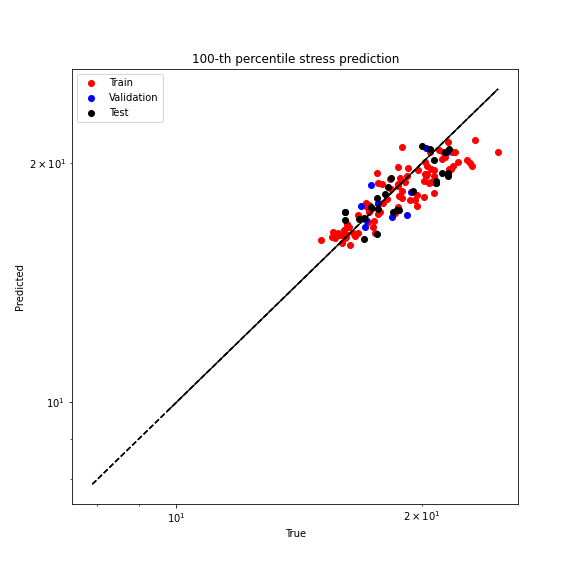 100-th percentile stress prediction
Train
Validation
Test
2 × 10¹
Predicted
10¹
10¹
2 × 10¹
True